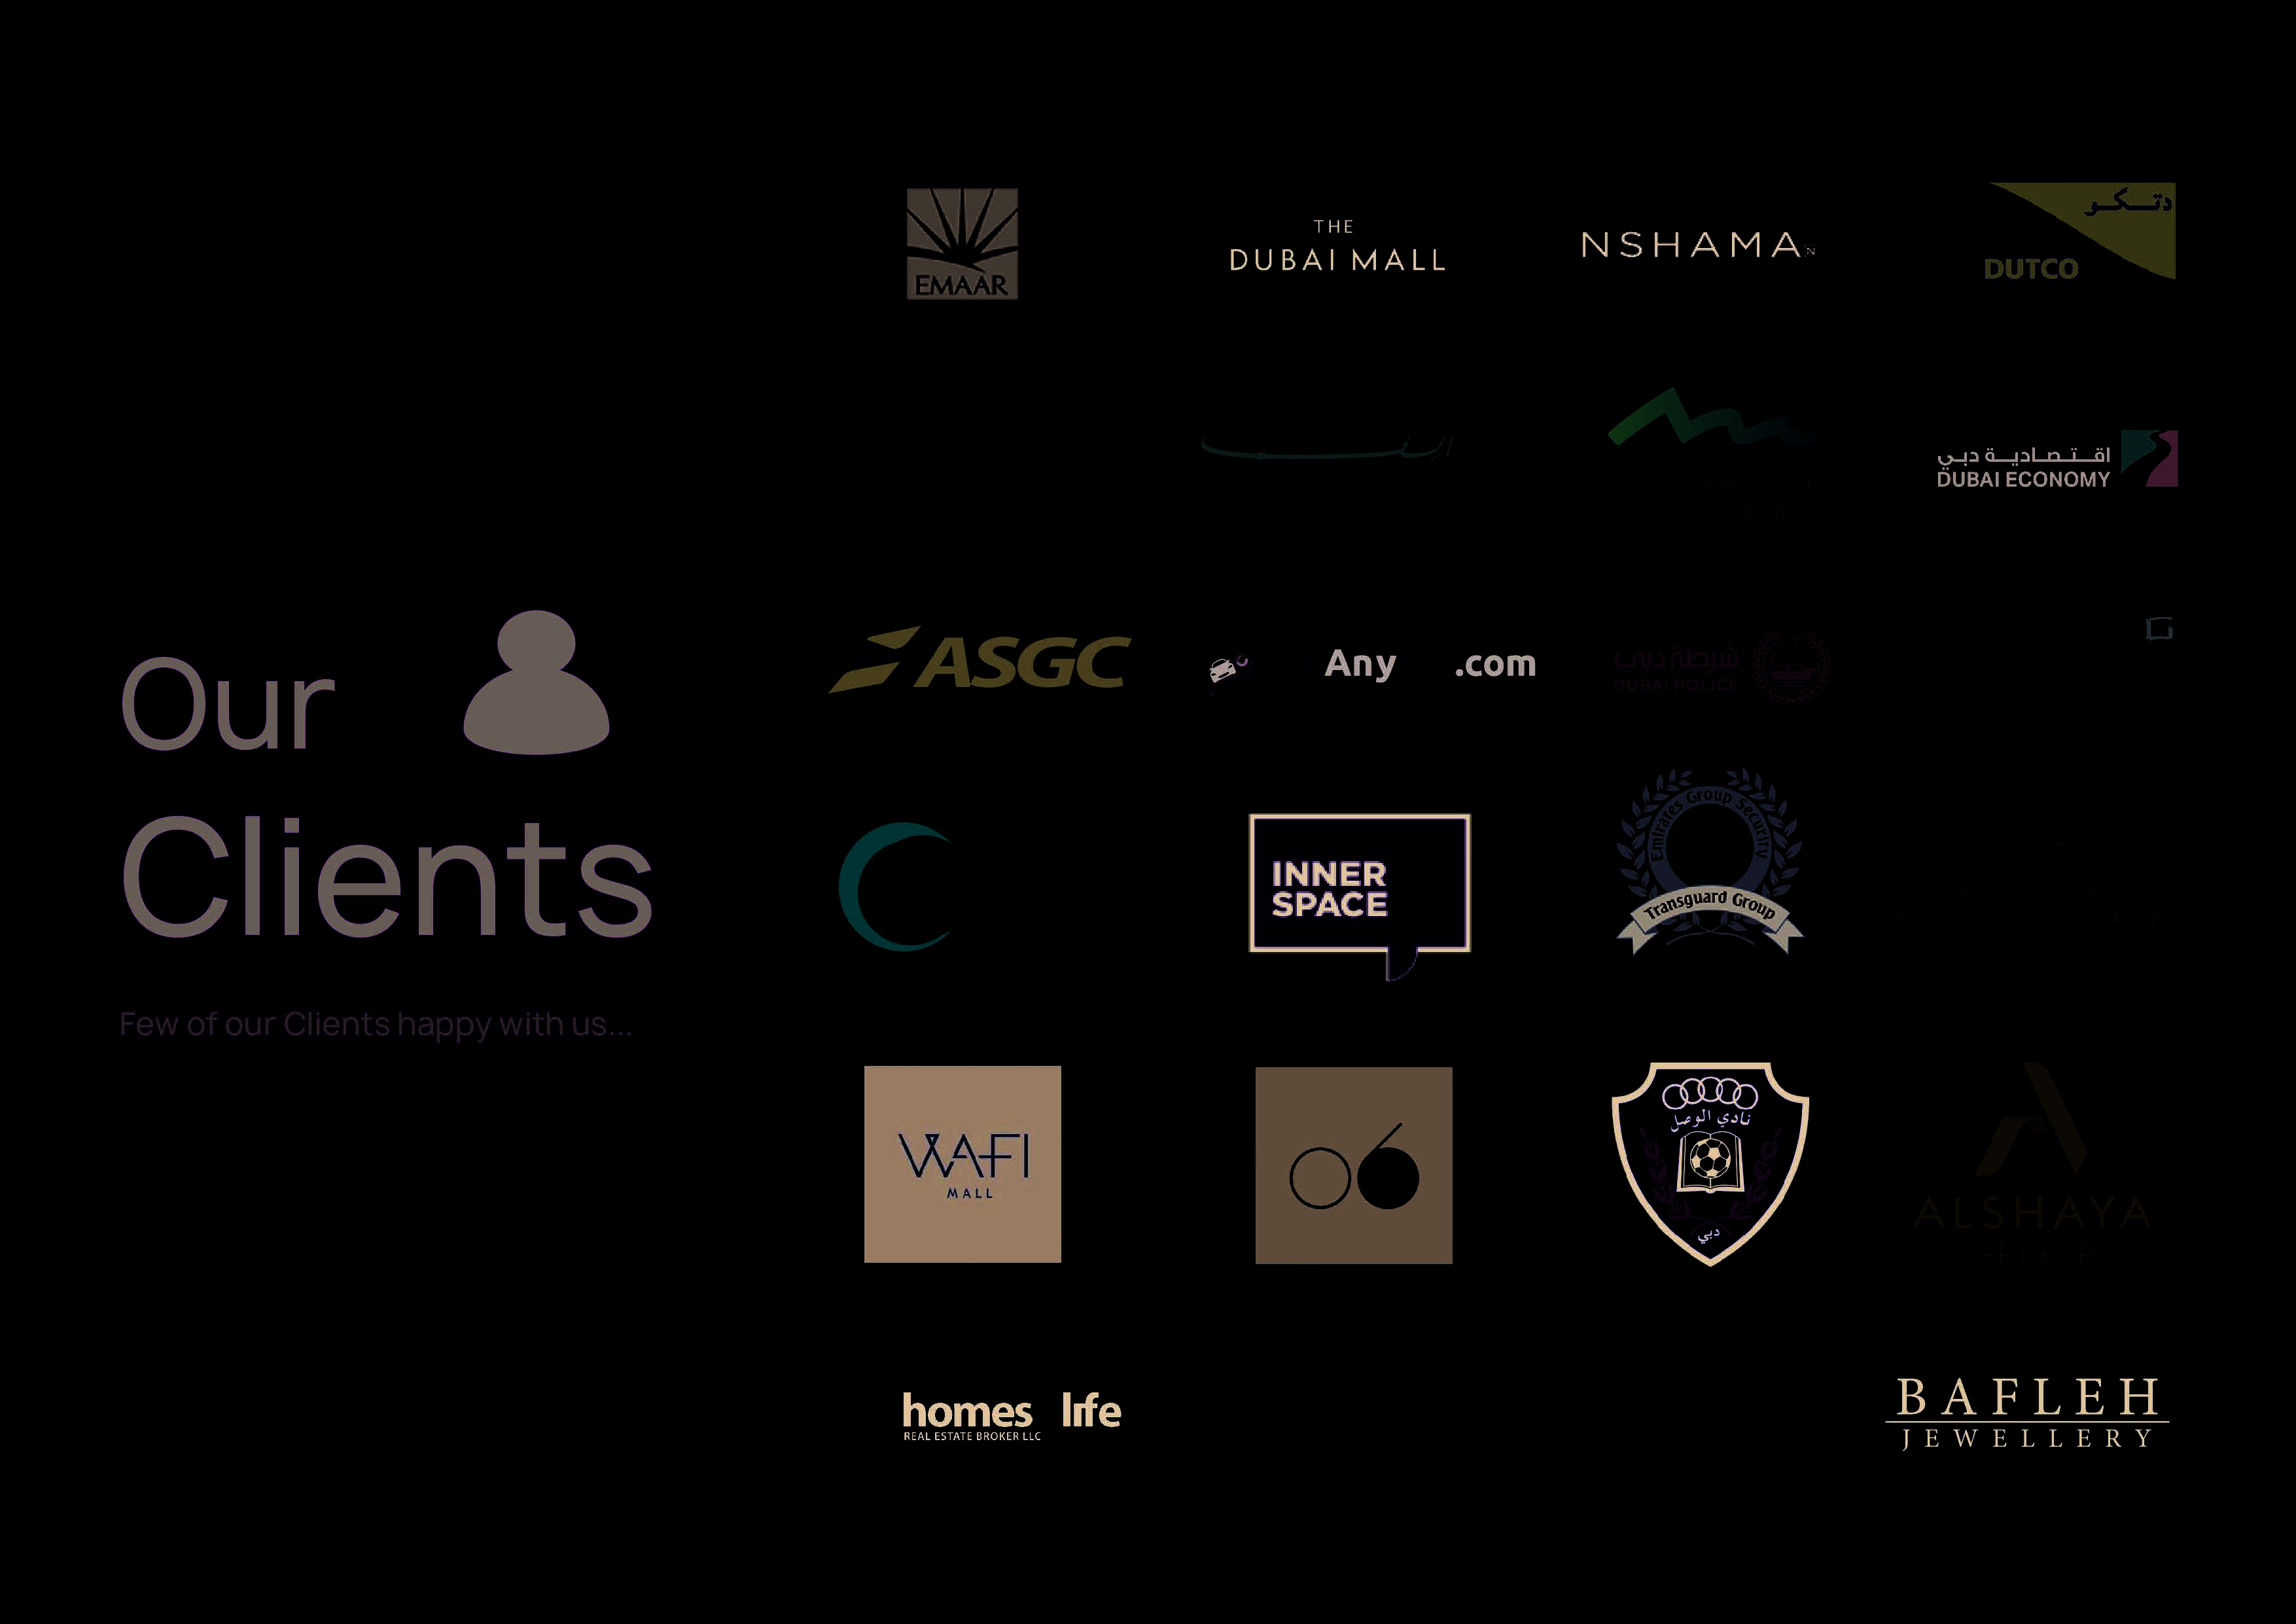 Our
Clients
Few of our Clients happy with us...
EMAAR
THE
DUBAI MALL
NSHAMA
دتكو
DUTCO
اقتصادية دبي
DUBAI ECONOMY
ASGC
Any .com
شرطة دبي
DUBAI POLICE
INNER
SPACE
Emirates Group Security
Transguard Group
WAFI
MALL
06
نادي الوصل
دبي
ALSHAYA
GROUP
homes life
REAL ESTATE BROKER LLC
BAFLEH
JEWELLERY